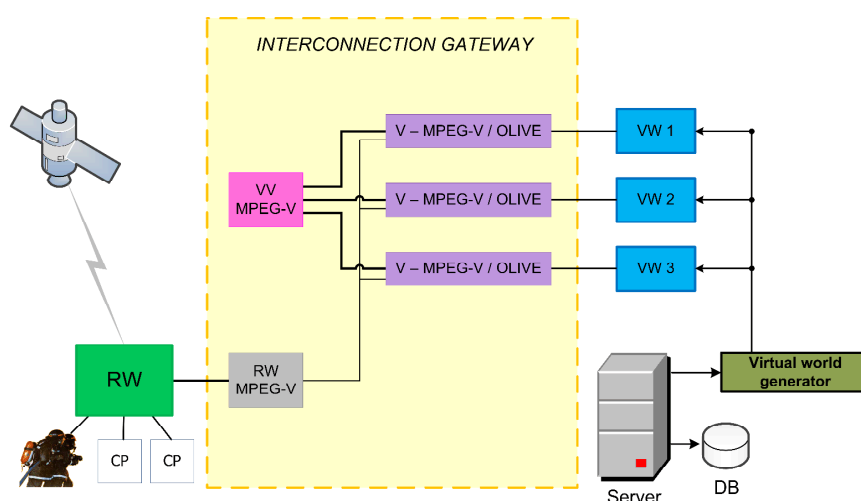 INTERCONNECTION GATEWAY
V – MPEG-V / OLIVE
VW 1
VV
MPEG-V
V – MPEG-V / OLIVE
VW 2
V – MPEG-V / OLIVE
VW 3
RW
RW
MPEG-V
Virtual world
generator
CP
CP
Server
DB